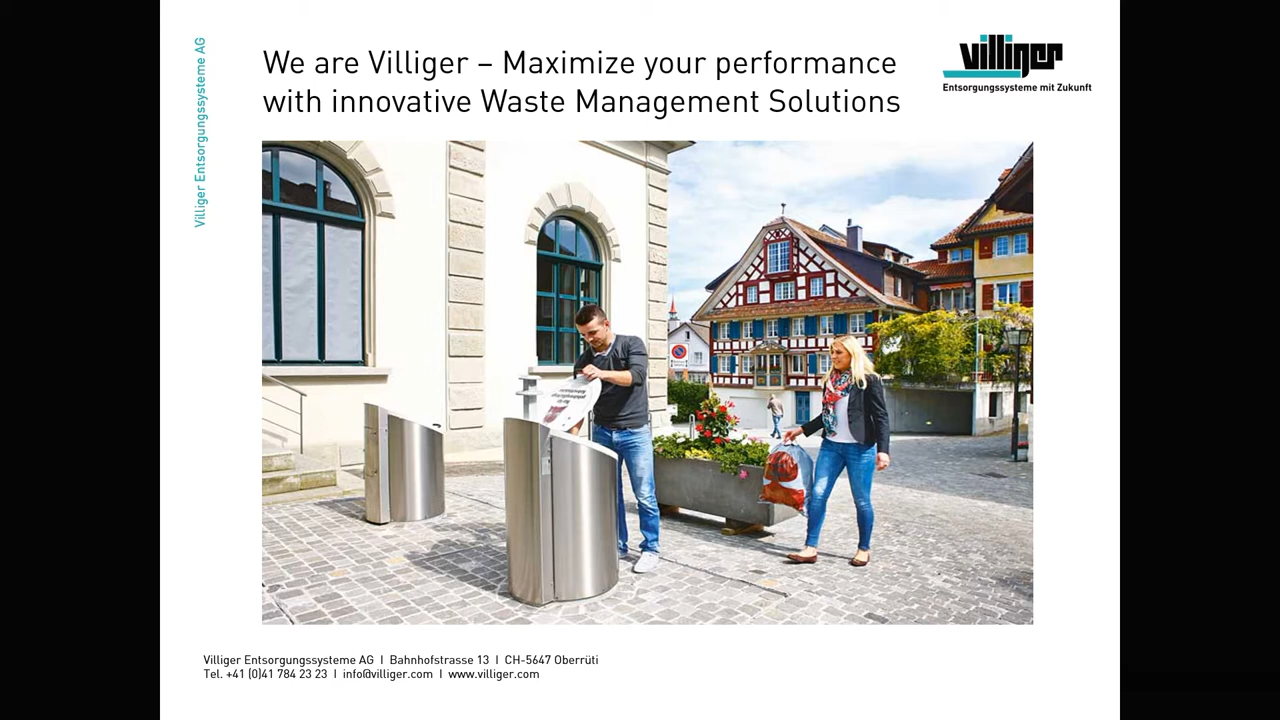 Villiger Entsorgungssysteme AG
We are Villiger – Maximize your performance
with innovative Waste Management Solutions
villiger
Entsorgungssysteme mit Zukunft
Villiger Entsorgungssysteme AG I Bahnhofstrasse 13 I CH-5647 Oberrüti
Tel. +41 (0)41 784 23 23 I info@villiger.com I www.villiger.com